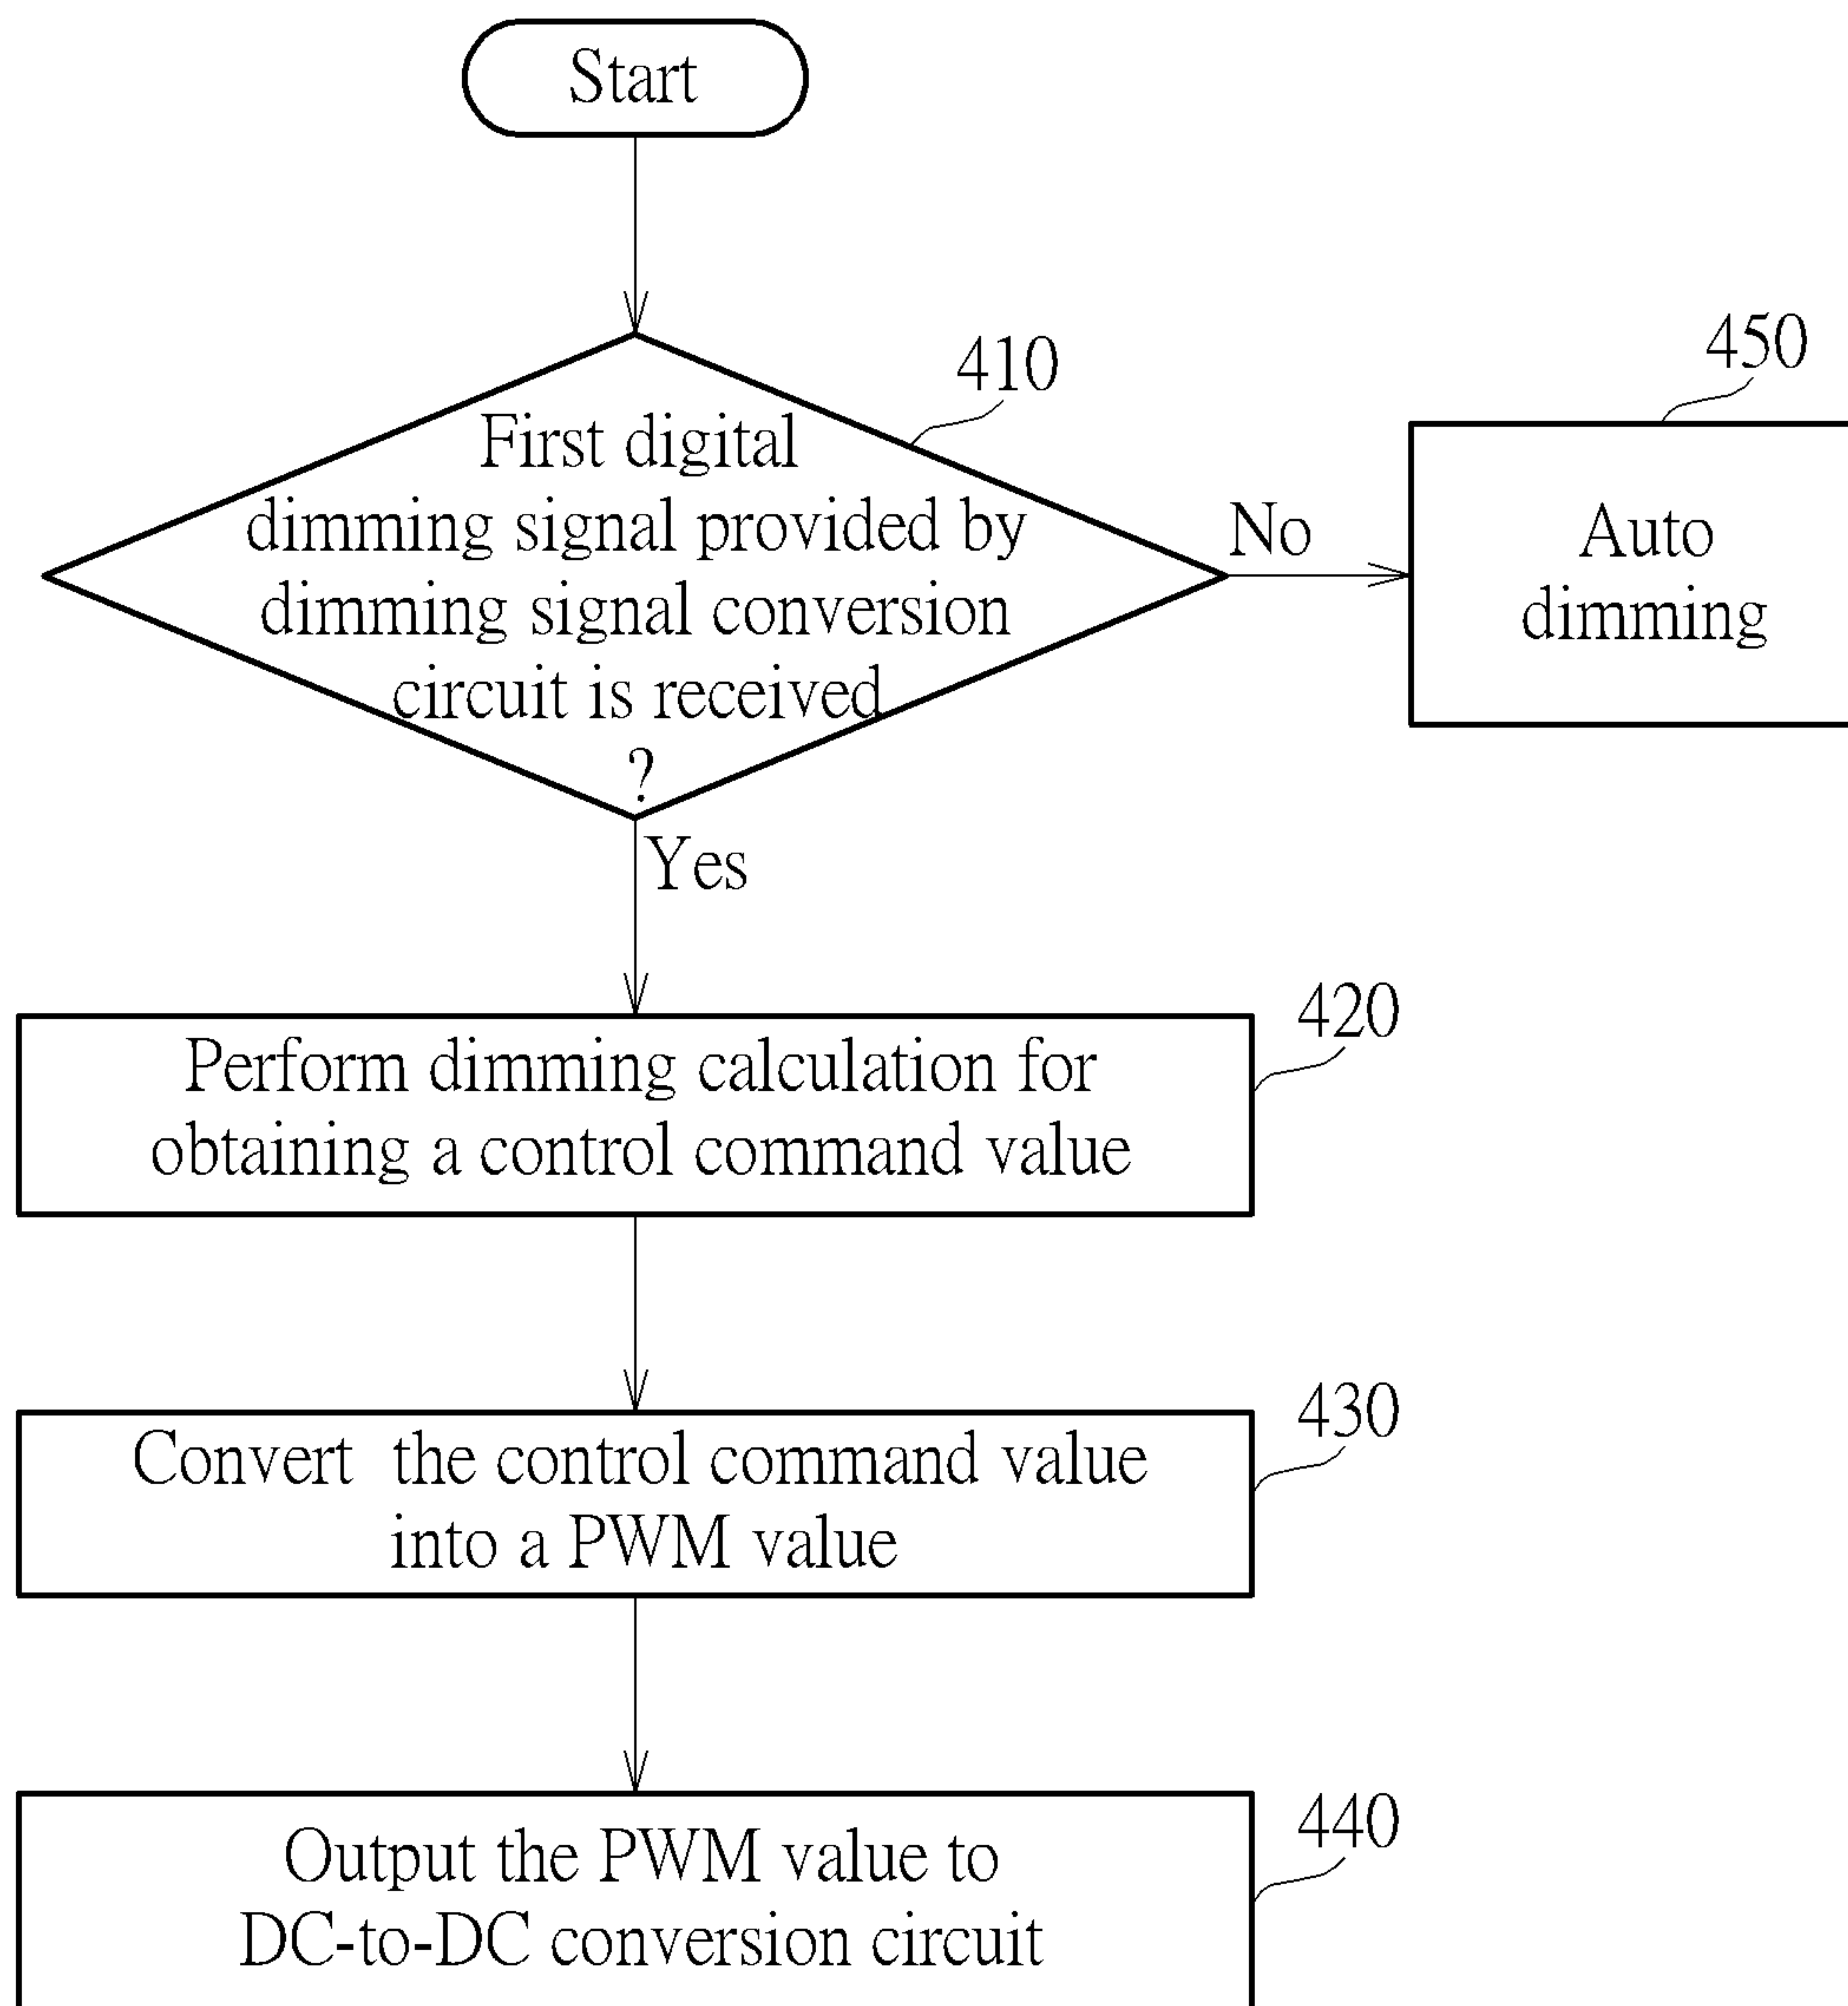 Start
410
First digital
dimming signal provided by
dimming signal conversion
circuit is received
?
No
450
Auto
dimming
Yes
420
Perform dimming calculation for
obtaining a control command value
430
Convert the control command value
into a PWM value
440
Output the PWM value to
DC-to-DC conversion circuit